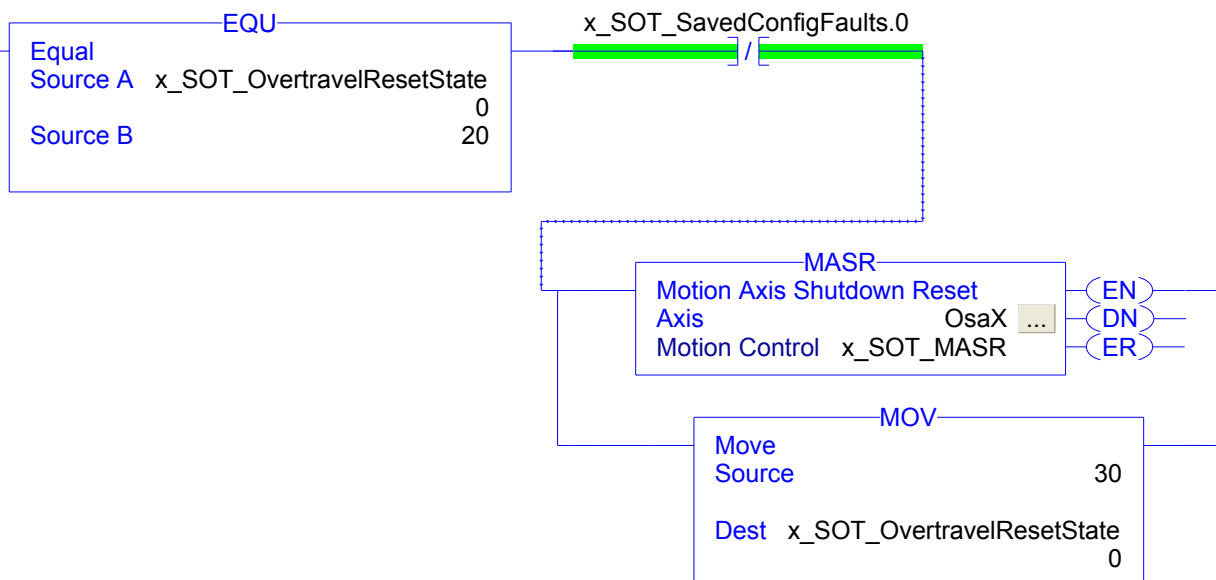 EQU
x_SOT_SavedConfigFaults.0
Equal
Source A x_SOT_OvertravelResetState
0
Source B 20
/
MASR
Motion Axis Shutdown Reset
Axis OsaX ...
Motion Control x_SOT_MASR
EN
DN
ER
MOV
Move
Source 30
Dest x_SOT_OvertravelResetState
0